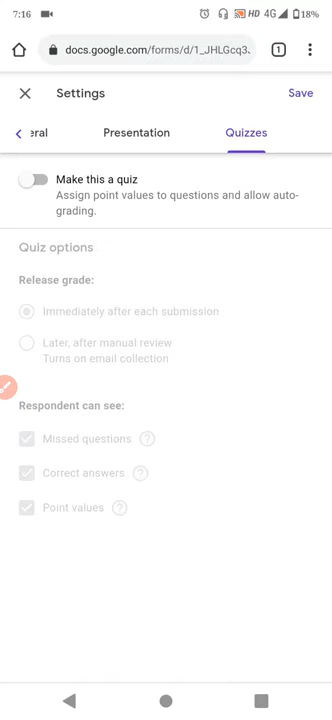 7:16 HD 4G 18%
docs.google.com/forms/d/1_JHLGcq3. 1
Settings Save
eral Presentation Quizzes
Make this a quiz
Assign point values to questions and allow auto-
grading.
Quiz options
Release grade:
Immediately after each submission
Later, after manual review
Turns on email collection
Respondent can see:
Missed questions ?
Correct answers ?
Point values ?